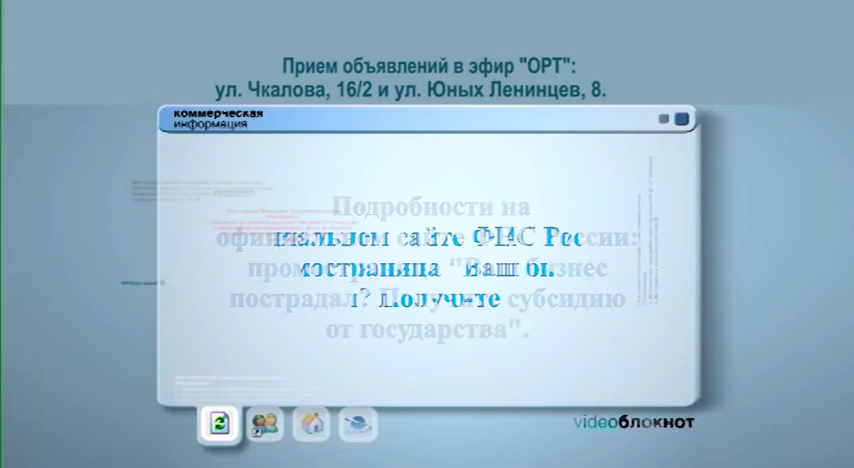 Прием объявлений в эфир "ОРТ":
ул. Чкалова, 16/2 и ул. Юных Ленинцев, 8.
коммерческая
информация
Подробности на
официальном сайте ФНС России:
промостраница "Ваш бизнес
пострадал? Получите субсидию
от государства".
videoблокнот